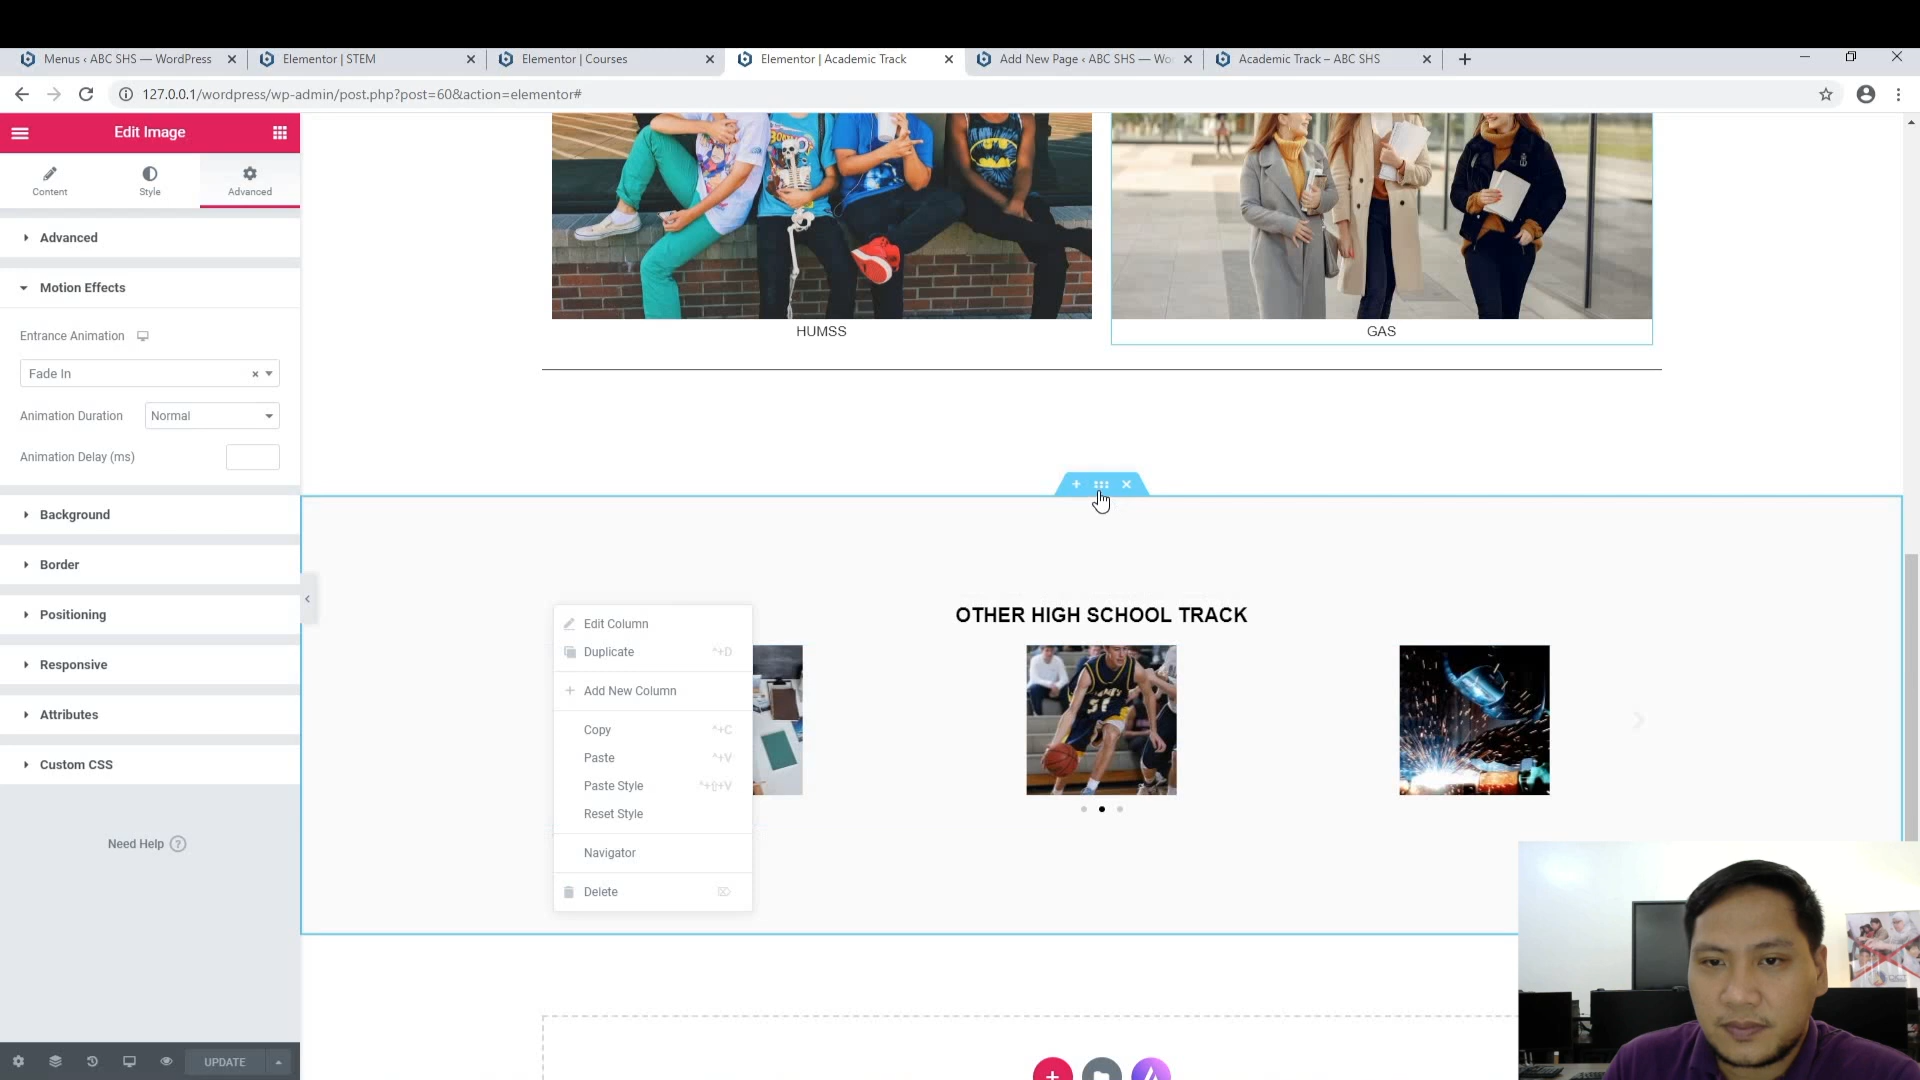 Menus ‹ ABC SHS — WordPress
Elementor | STEM
Elementor | Courses
Elementor | Academic Track
Add New Page ‹ ABC SHS — Wo
Academic Track – ABC SHS
127.0.0.1/wordpress/wp-admin/post.php?post=60&action=elementor#
Edit Image
Content
Style
Advanced
Advanced
Motion Effects
Entrance Animation
Fade In
Animation Duration
Normal
Animation Delay (ms)
Background
Border
Positioning
Responsive
Attributes
Custom CSS
Need Help
UPDATE
HUMSS
GAS
OTHER HIGH SCHOOL TRACK
Edit Column
Duplicate ^+D
Add New Column
Copy ^+C
Paste ^+V
Paste Style ^+⇧+V
Reset Style
Navigator
Delete ⌦